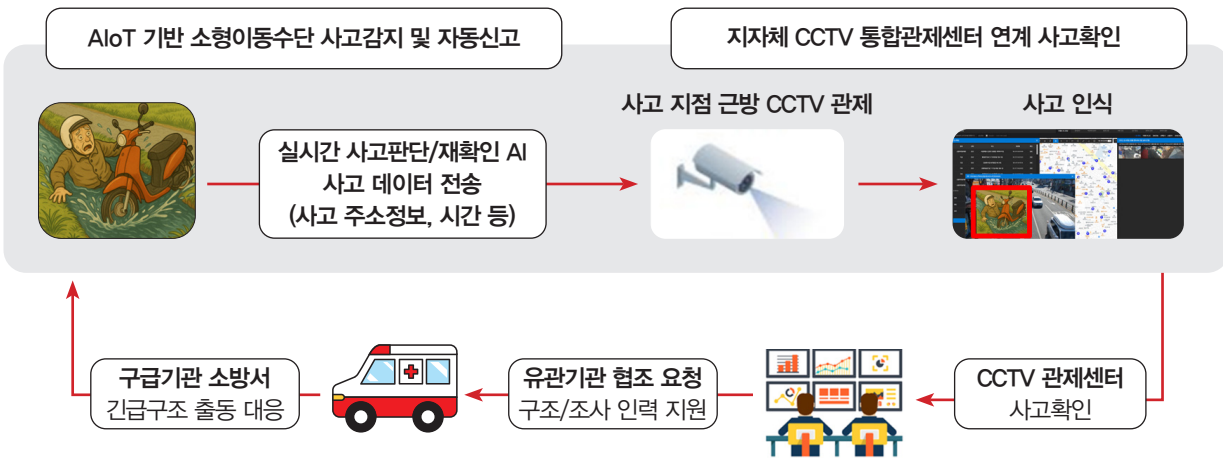 AIoT 기반 소형이동수단 사고감지 및 자동신고
지자체 CCTV 통합관제센터 연계 사고확인
사고 지점 근방 CCTV 관제
사고 인식
실시간 사고판단/재확인 AI
사고 데이터 전송
(사고 주소정보, 시간 등)
구급기관 소방서
긴급구조 출동 대응
유관기관 협조 요청
구조/조사 인력 지원
CCTV 관제센터
사고확인